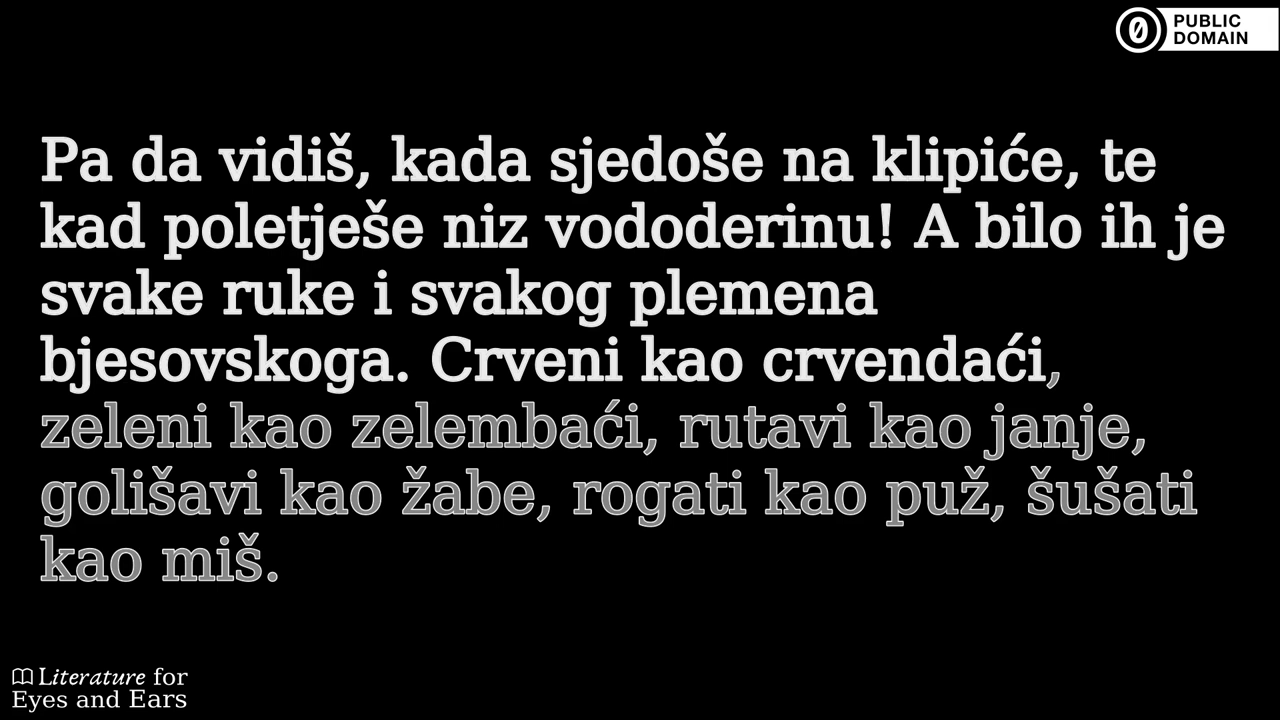 PUBLIC
DOMAIN
Pa da vidiš, kada sjedoše na klipiće, te
kad poletješe niz vododerinu! A bilo ih je
svake ruke i svakog plemena
bjesovskoga. Crveni kao crvendaći,
zeleni kao zelembaći, rutavi kao janje,
golišavi kao žabe, rogati kao puž, šušati
kao miš.
Literature for
Eyes and Ears